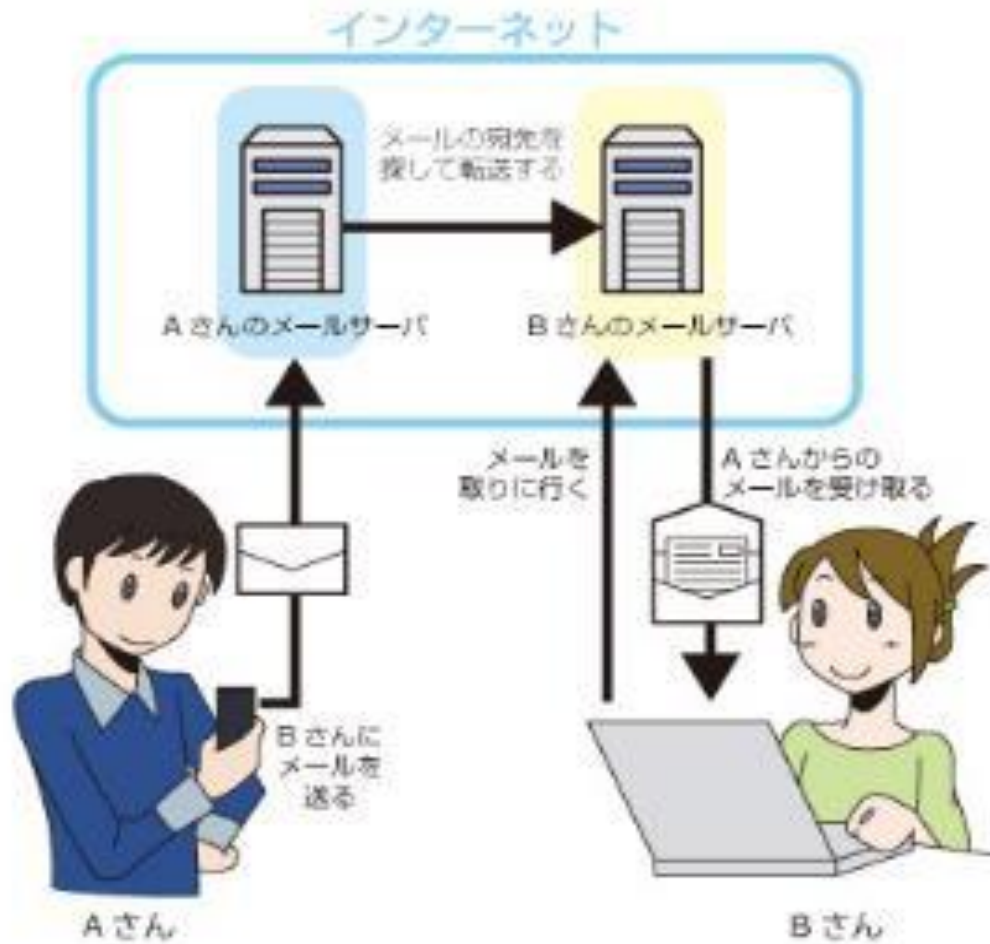 インターネット
メールの宛先を
探して転送する
Aさんのメールサーバ
Bさんのメールサーバ
メールを
取りに行く
Aさんからの
メールを受け取る
Bさんに
メールを
送る
Aさん
Bさん